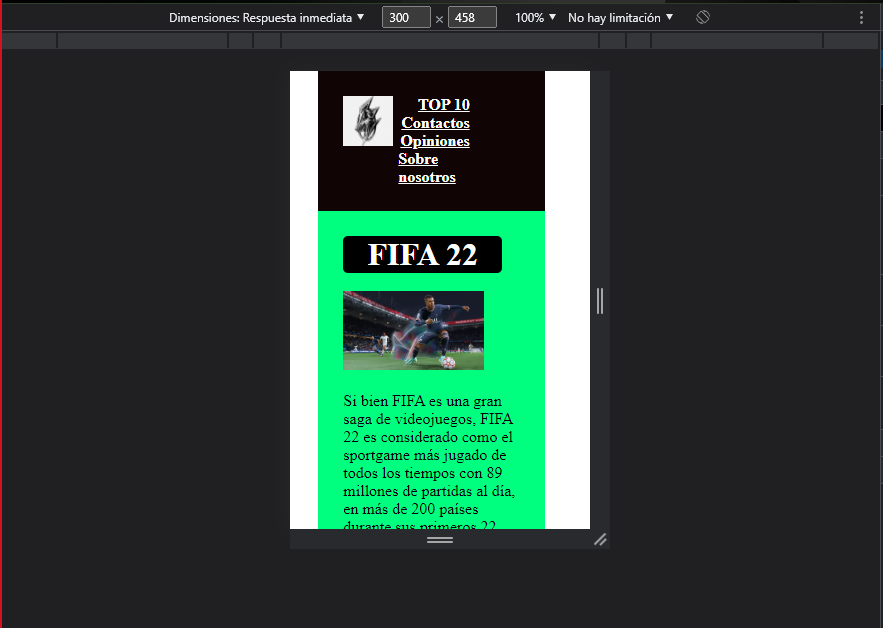 Dimensiones: Respuesta inmediata 300 × 458 100% No hay limitación
TOP 10
Contactos
Opiniones
Sobre
nosotros
FIFA 22
Si bien FIFA es una gran
saga de videojuegos, FIFA
22 es considerado como el
sportgame más jugado de
todos los tiempos con 89
millones de partidas al día,
en más de 200 países
durante sus primeros 22